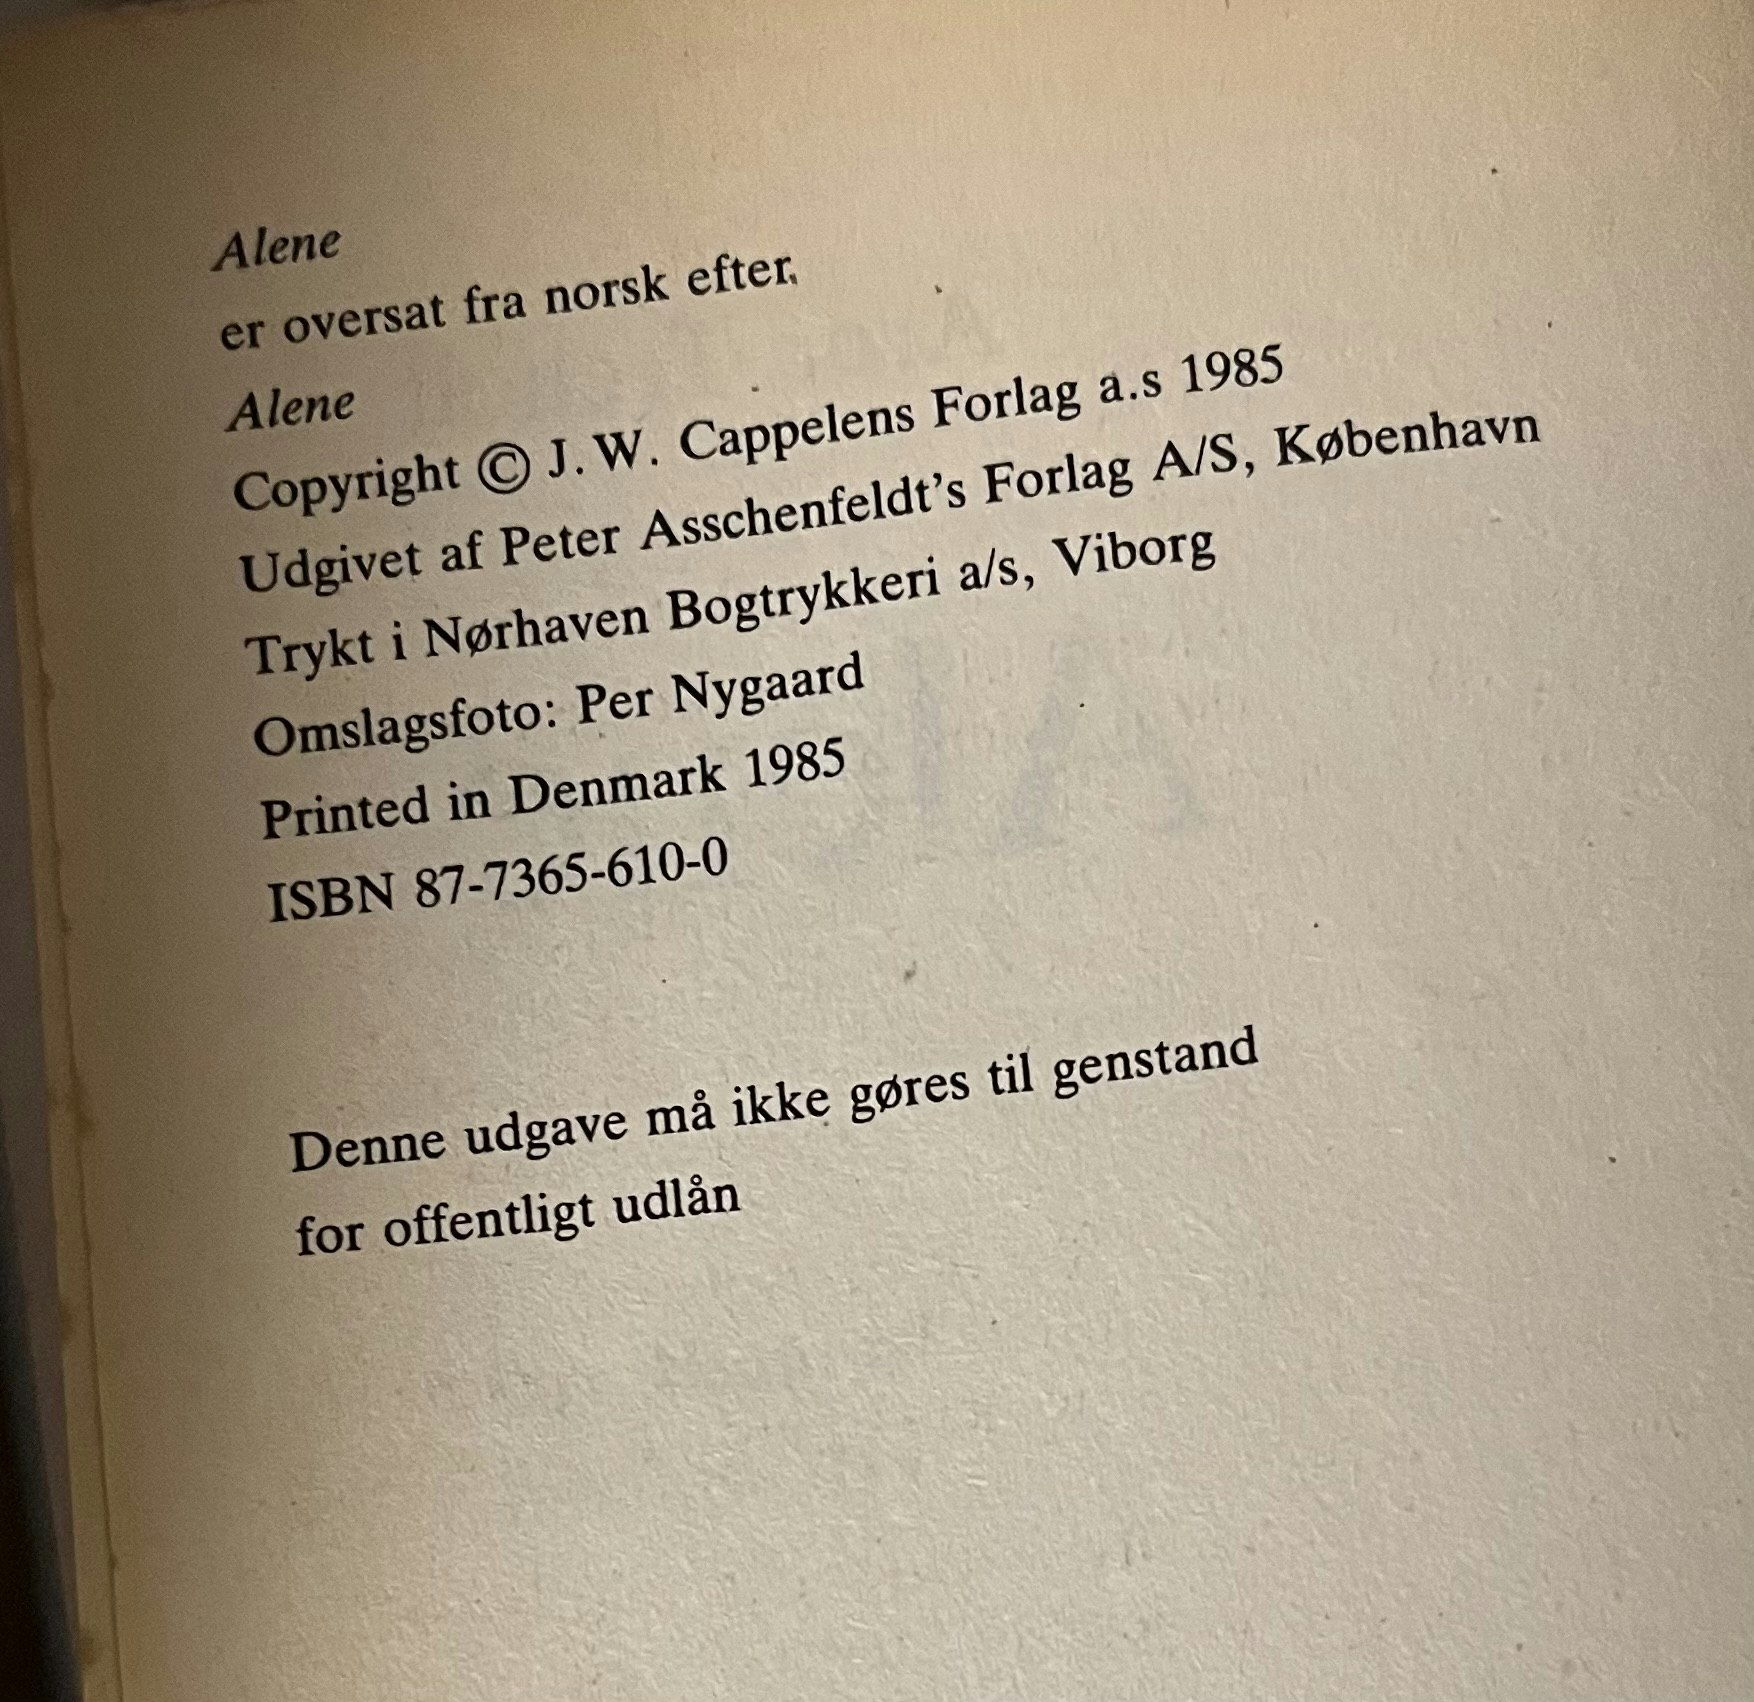 Alene
er oversat fra norsk efter,
Alene
Copyright © J. W. Cappelens Forlag a.s 1985
Udgivet af Peter Asschenfeldt's Forlag A/S, København
Trykt i Nørhaven Bogtrykkeri a/s, Viborg
Omslagsfoto: Per Nygaard
Printed in Denmark 1985
ISBN 87-7365-610-0
Denne udgave må ikke gøres til genstand
for offentligt udlån